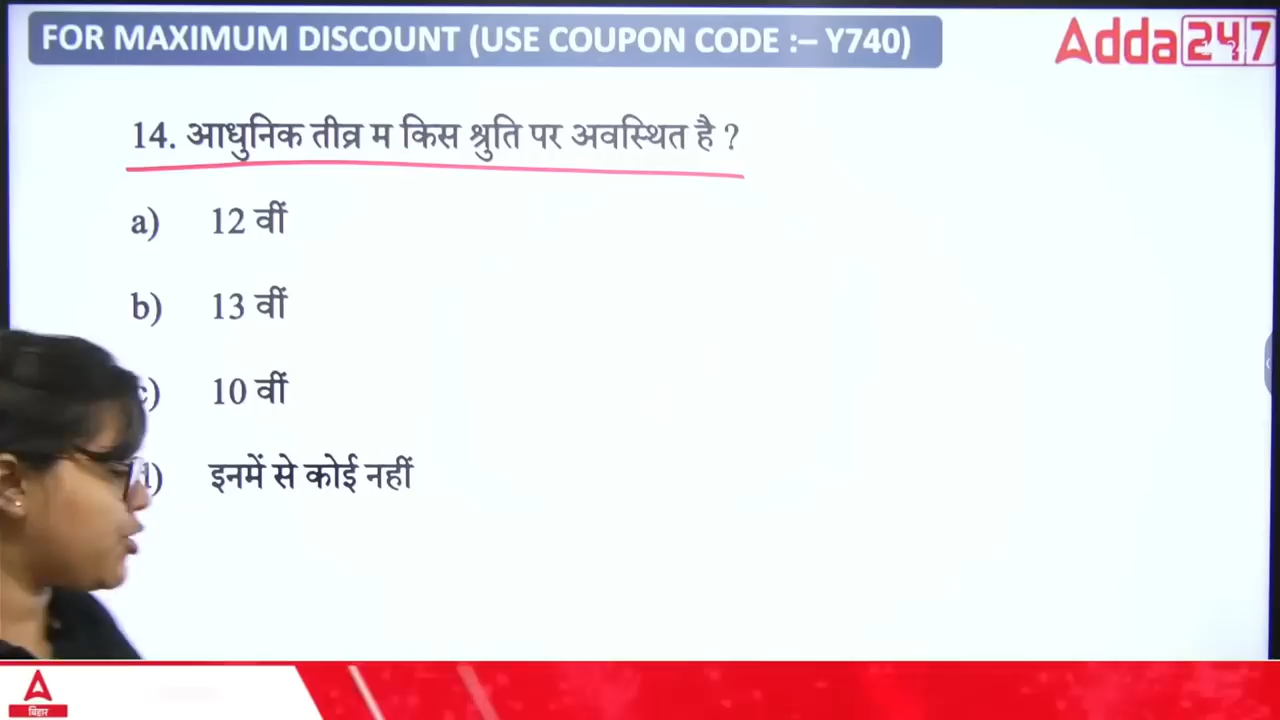 FOR MAXIMUM DISCOUNT (USE COUPON CODE :– Y740)
Adda247
14. आधुनिक तीव्र म किस श्रुति पर अवस्थित है ?
a) 12 वीं
b) 13 वीं
c) 10 वीं
d) इनमें से कोई नहीं
बिहार